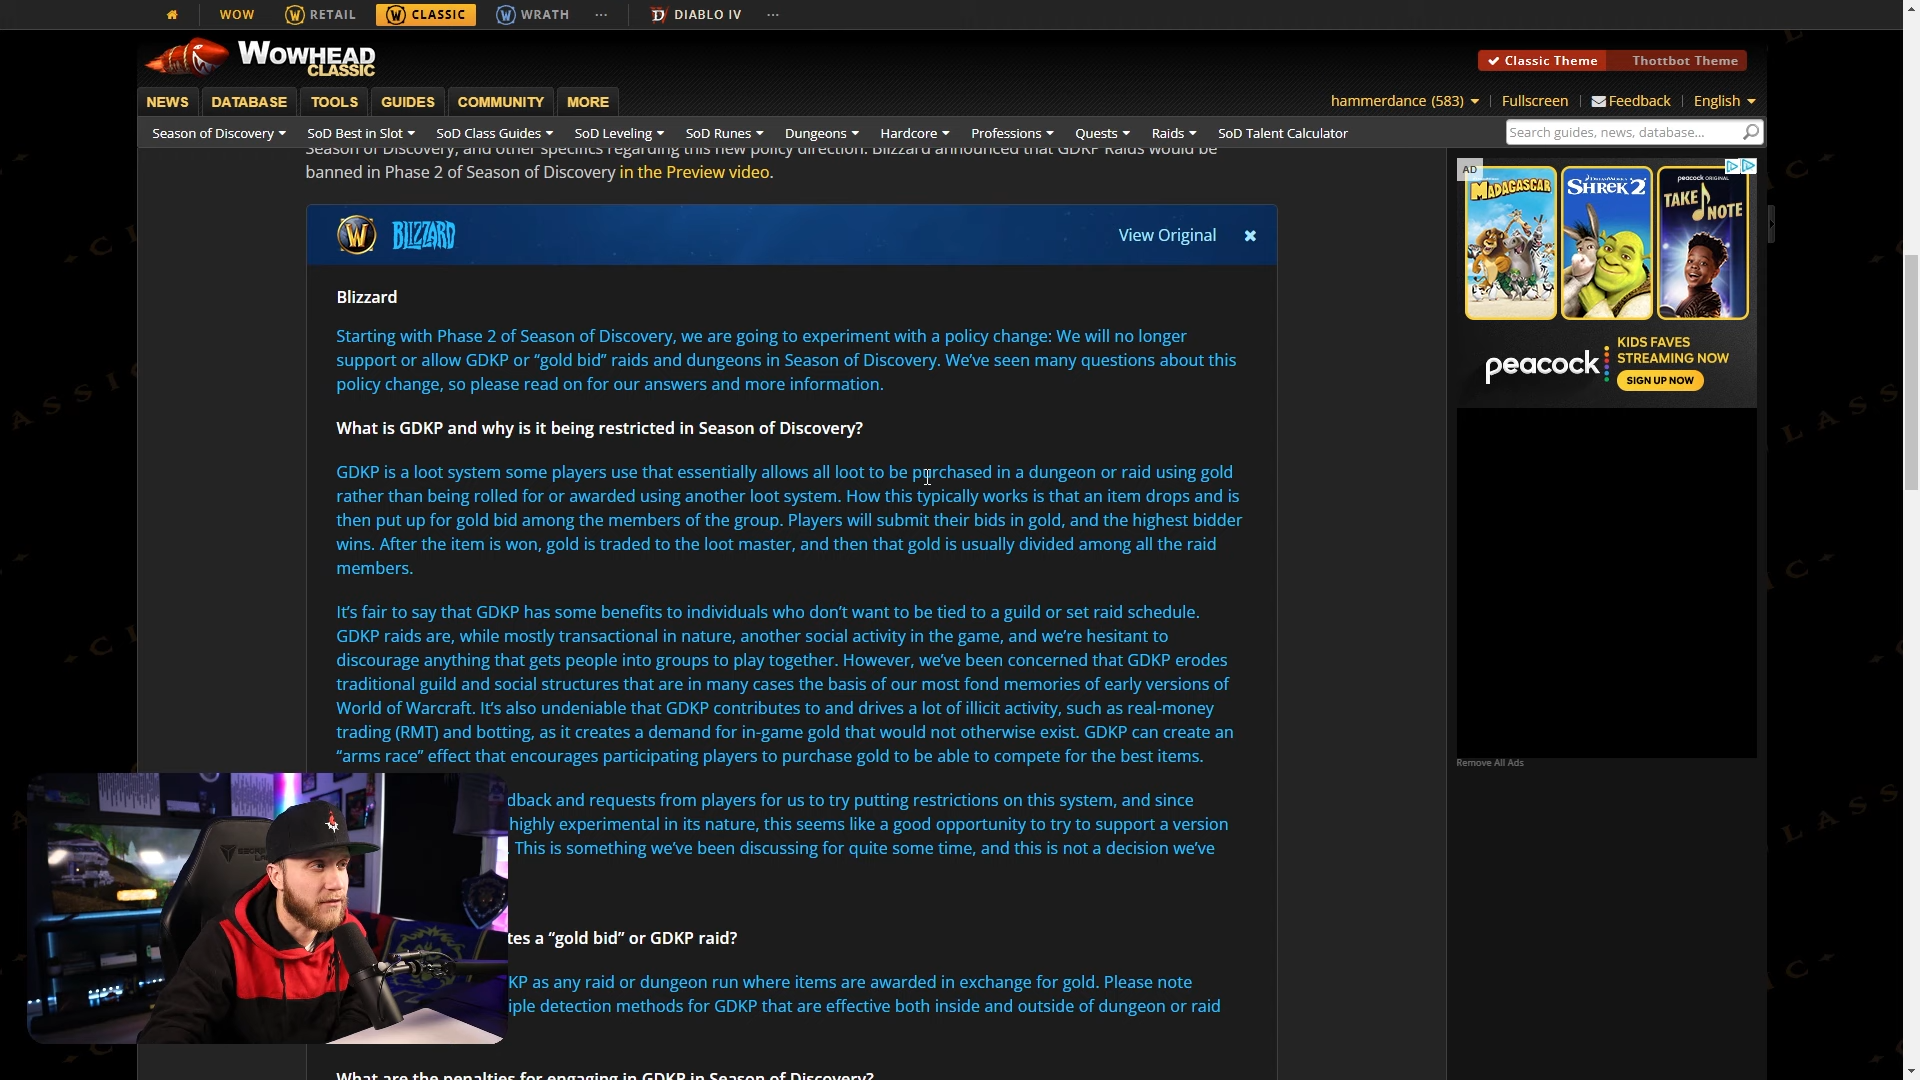 WOW
RETAIL
CLASSIC
WRATH
DIABLO IV
WOWHEAD
CLASSIC
Classic Theme
Thottbot Theme
NEWS
DATABASE
TOOLS
GUIDES
COMMUNITY
MORE
hammerdance (583)
Fullscreen
Feedback
English
Season of Discovery
SoD Best in Slot
SoD Class Guides
SoD Leveling
SoD Runes
Dungeons
Hardcore
Professions
Quests
Raids
SoD Talent Calculator
Search guides, news, database...
Season of Discovery, and other specifics regarding this new policy direction. Blizzard announced that GDKP Raids would be
banned in Phase 2 of Season of Discovery in the Preview video.
BLIZZARD
View Original
Blizzard
Starting with Phase 2 of Season of Discovery, we are going to experiment with a policy change: We will no longer
support or allow GDKP or “gold bid” raids and dungeons in Season of Discovery. We’ve seen many questions about this
policy change, so please read on for our answers and more information.
What is GDKP and why is it being restricted in Season of Discovery?
GDKP is a loot system some players use that essentially allows all loot to be purchased in a dungeon or raid using gold
rather than being rolled for or awarded using another loot system. How this typically works is that an item drops and is
then put up for gold bid among the members of the group. Players will submit their bids in gold, and the highest bidder
wins. After the item is won, gold is traded to the loot master, and then that gold is usually divided among all the raid
members.
It’s fair to say that GDKP has some benefits to individuals who don’t want to be tied to a guild or set raid schedule.
GDKP raids are, while mostly transactional in nature, another social activity in the game, and we’re hesitant to
discourage anything that gets people into groups to play together. However, we’ve been concerned that GDKP erodes
traditional guild and social structures that are in many cases the basis of our most fond memories of early versions of
World of Warcraft. It’s also undeniable that GDKP contributes to and drives a lot of illicit activity, such as real-money
trading (RMT) and botting, as it creates a demand for in-game gold that would not otherwise exist. GDKP can create an
“arms race” effect that encourages participating players to purchase gold to be able to compete for the best items.
dback and requests from players for us to try putting restrictions on this system, and since
highly experimental in its nature, this seems like a good opportunity to try to support a version
. This is something we’ve been discussing for quite some time, and this is not a decision we’ve
tes a “gold bid” or GDKP raid?
KP as any raid or dungeon run where items are awarded in exchange for gold. Please note
iple detection methods for GDKP that are effective both inside and outside of dungeon or raid
What are the penalties for engaging in GDKP in Season of Discovery?
AD
MADAGASCAR
SHREK 2
peacock ORIGINAL
TAKE NOTE
peacock
KIDS FAVES
STREAMING NOW
SIGN UP NOW
Remove All Ads